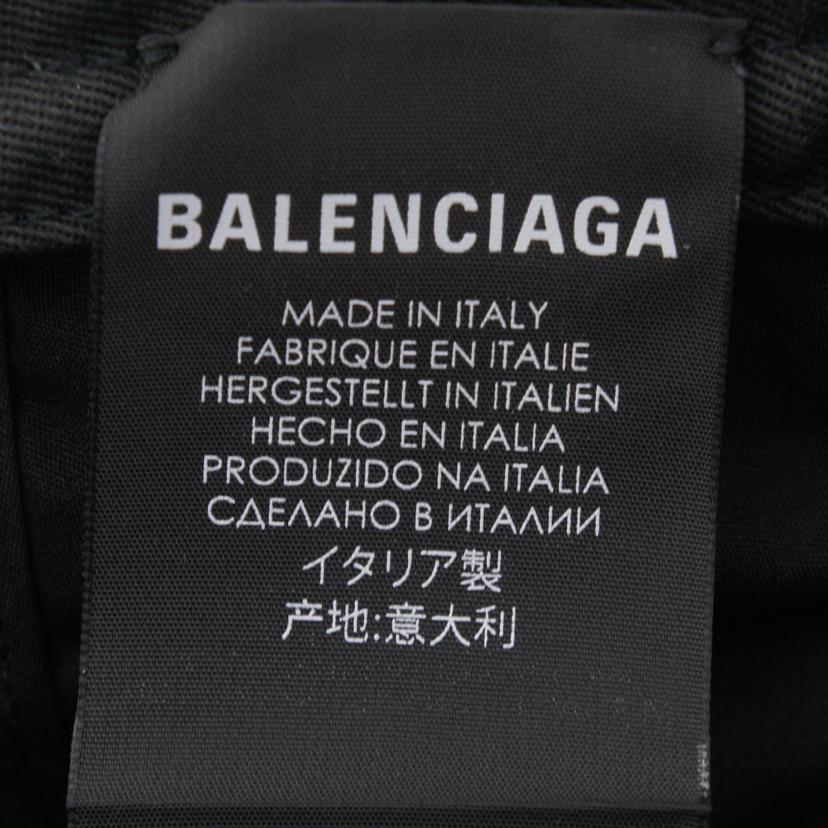 BALENCIAGA
MADE IN ITALY
FABRIQUE EN ITALIE
HERGESTELLT IN ITALIEN
HECHO EN ITALIA
PRODUZIDO NA ITALIA
СДЕЛАНО В ИТАЛИИ
イタリア製
产地:意大利